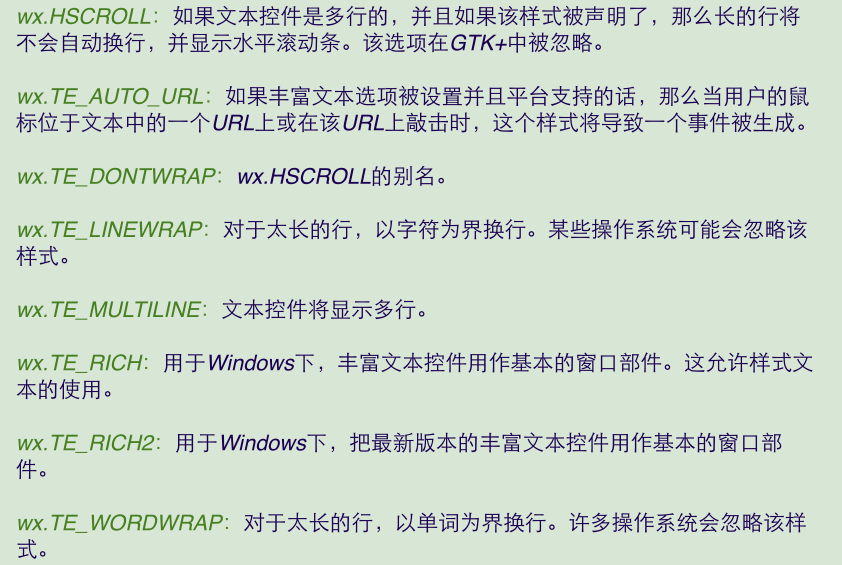 wx.HSCROLL：如果文本控件是多行的，并且如果该样式被声明了，那么长的行将
不会自动换行，并显示水平滚动条。该选项在GTK+中被忽略。
wx.TE_AUTO_URL：如果丰富文本选项被设置并且平台支持的话，那么当用户的鼠
标位于文本中的一个URL上或在该URL上敲击时，这个样式将导致一个事件被生成。
wx.TE_DONTWRAP：wx.HSCROLL的别名。
wx.TE_LINEWRAP：对于太长的行，以字符为界换行。某些操作系统可能会忽略该
样式。
wx.TE_MULTILINE：文本控件将显示多行。
wx.TE_RICH：用于Windows下，丰富文本控件用作基本的窗口部件。这允许样式文
本的使用。
wx.TE_RICH2：用于Windows下，把最新版本的丰富文本控件用作基本的窗口部
件。
wx.TE_WORDWRAP：对于太长的行，以单词为界换行。许多操作系统会忽略该样
式。